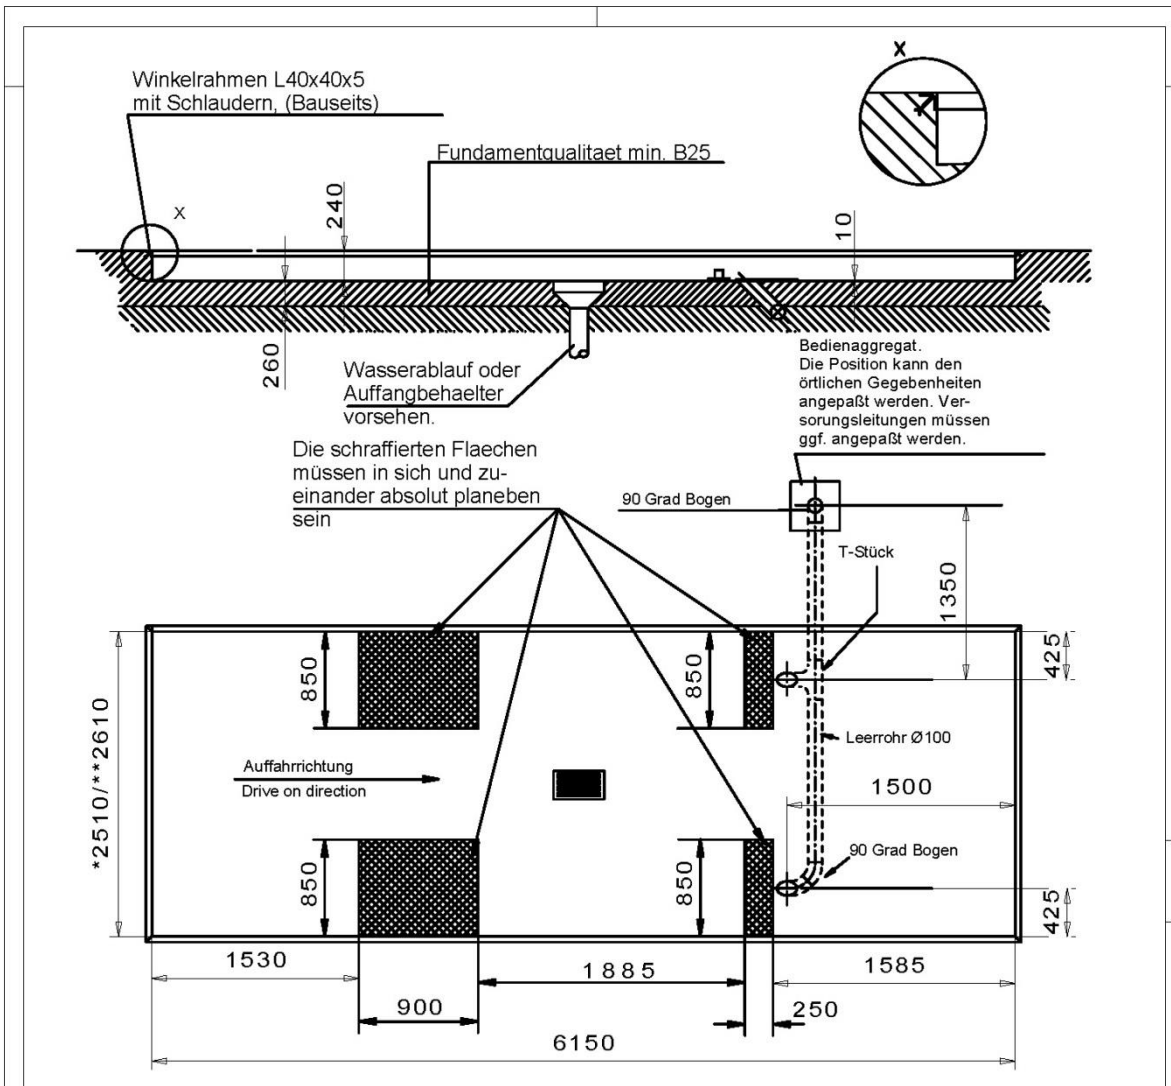 X
Winkelrahmen L40x40x5
mit Schlaudern, (Bauseits)
Fundamentqualitaet min. B25
X
240
10
260
Wasserablauf oder
Auffangbehaelter
vorsehen.
Bedienaggregat.
Die Position kann den
örtlichen Gegebenheiten
angepaßt werden. Ver-
sorungsleitungen müssen
ggf. angepaßt werden.
Die schraffierten Flaechen
müssen in sich und zu-
einander absolut planeben
sein
90 Grad Bogen
T-Stück
1350
425
850
850
*2510/**2610
Leerrohr Ø100
Auffahrrichtung
Drive on direction
1500
90 Grad Bogen
850
850
425
1530
1885
1585
900
250
6150